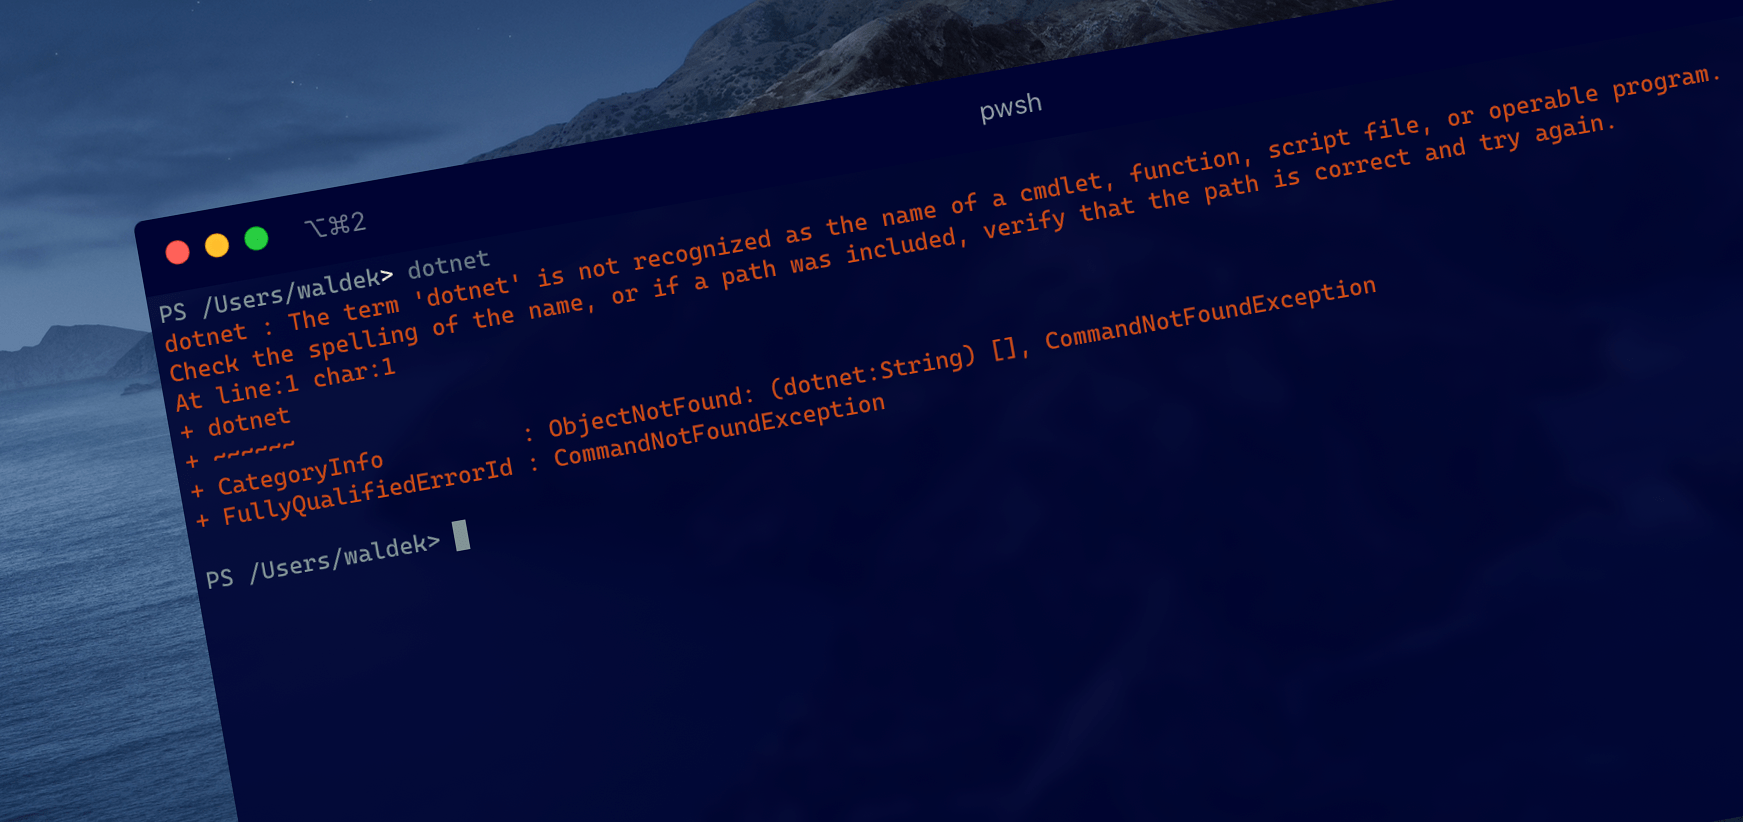 pwsh
⌥⌘2
PS /Users/waldek> dotnet
dotnet : The term 'dotnet' is not recognized as the name of a cmdlet, function, script file, or operable program.
Check the spelling of the name, or if a path was included, verify that the path is correct and try again.
At line:1 char:1
+ dotnet
+ ~~~~~~
+ CategoryInfo : ObjectNotFound: (dotnet:String) [], CommandNotFoundException
+ FullyQualifiedErrorId : CommandNotFoundException
PS /Users/waldek>